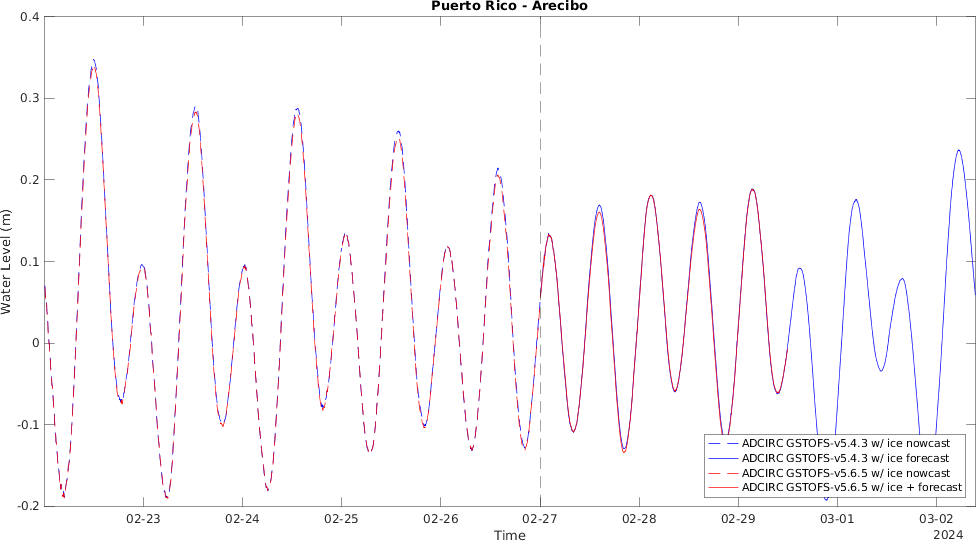 Puerto Rico - Arecibo
Water Level (m)
0.4
0.3
0.2
0.1
0
-0.1
-0.2
ADCIRC GSTOFS-v5.4.3 w/ ice nowcast
ADCIRC GSTOFS-v5.4.3 w/ ice forecast
ADCIRC GSTOFS-v5.6.5 w/ ice nowcast
ADCIRC GSTOFS-v5.6.5 w/ ice + forecast
02-23 02-24 02-25 02-26 02-27 02-28 02-29 03-01 03-02
Time
2024